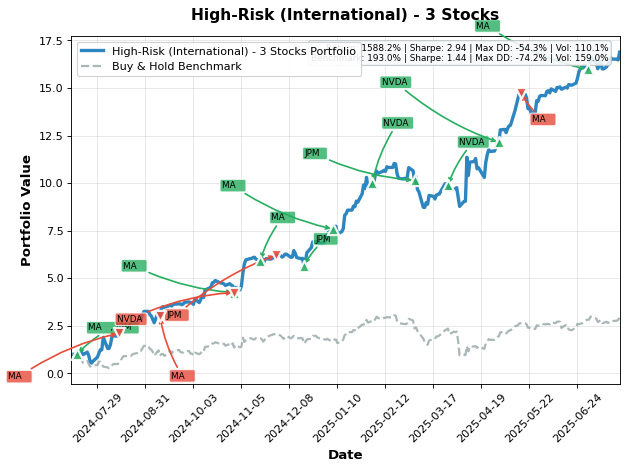 High-Risk (International) - 3 Stocks
MA
17.5
High-Risk (International) - 3 Stocks Portfolio
Buy & Hold Benchmark
1588.2% | Sharpe: 2.94 | Max DD: -54.3% | Vol: 110.1%
193.0% | Sharpe: 1.44 | Max DD: -74.2% | Vol: 159.0%
NVDA
15.0
MA
NVDA
12.5
NVDA
JPM
MA
10.0
MA
7.5
JPM
MA
5.0
NVDA
JPM
MA
2.5
MA
MA
0.0
Portfolio Value
2024-07-29
2024-08-31
2024-10-03
2024-11-05
2024-12-08
2025-01-10
2025-02-12
2025-03-17
2025-04-19
2025-05-22
2025-06-24
Date